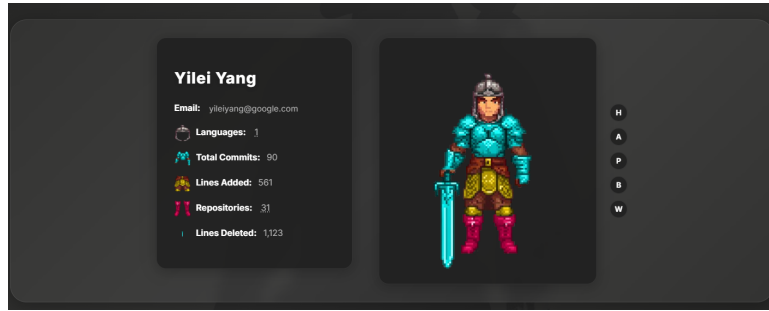 Yilei Yang
Email: yileiyang@google.com
Languages: 1
Total Commits: 90
Lines Added: 561
Repositories: 31
Lines Deleted: 1,123
H
A
P
B
W